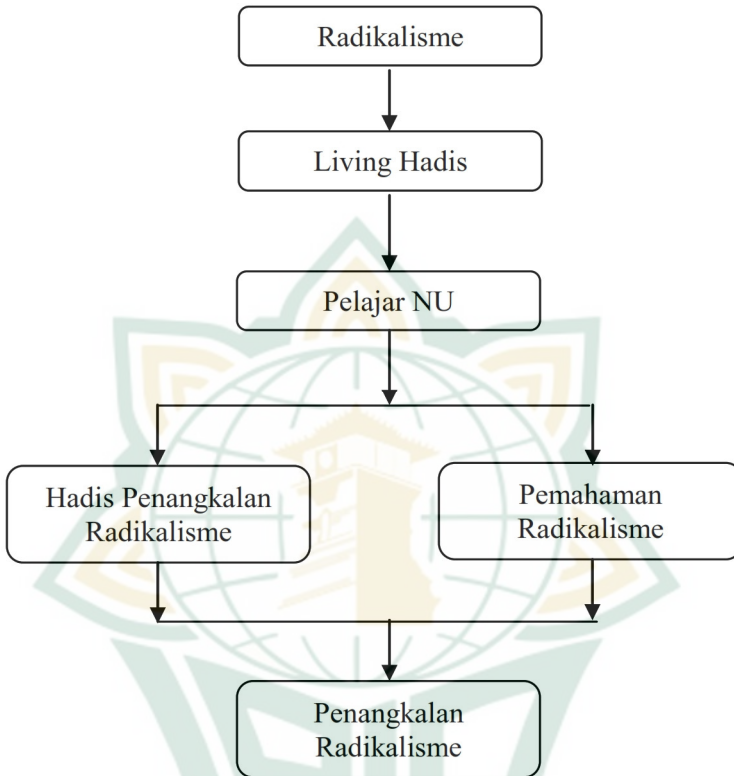 Radikalisme
Living Hadis
Pelajar NU
Hadis Penangkalan
Radikalisme
Pemahaman
Radikalisme
Penangkalan
Radikalisme